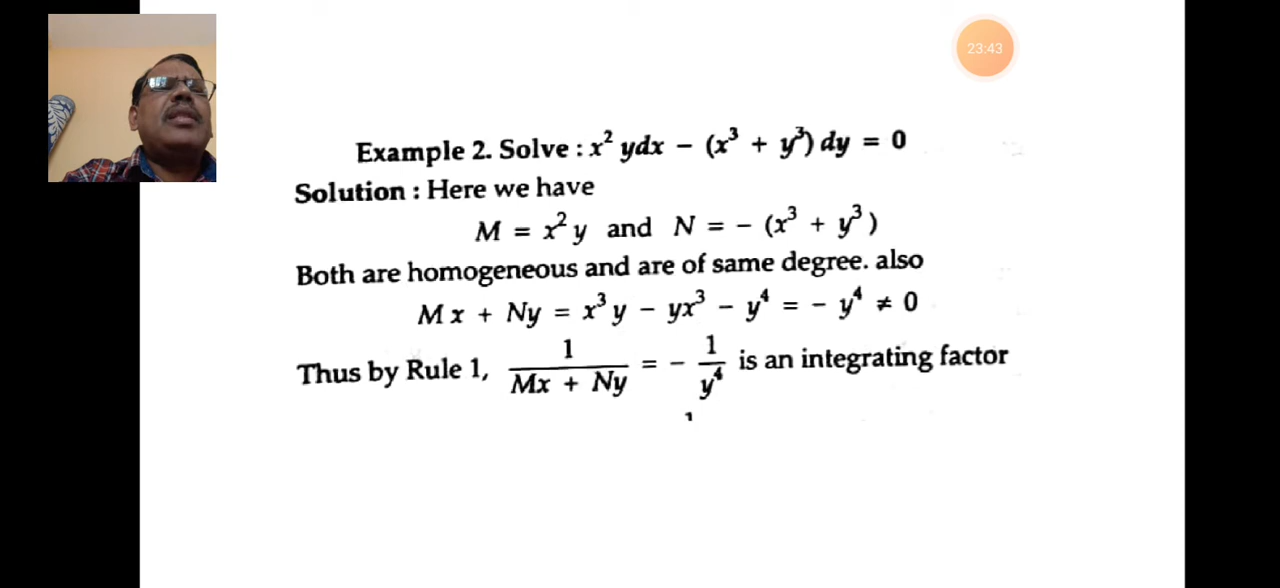 23:43
Example 2. Solve : x² ydx − (x³ + y³) dy = 0
Solution : Here we have
M = x² y and N = − (x³ + y³)
Both are homogeneous and are of same degree. also
M x + Ny = x³ y − yx³ − y⁴ = − y⁴ ≠ 0
Thus by Rule 1, 1/(Mx + Ny) = − 1/y⁴ is an integrating factor